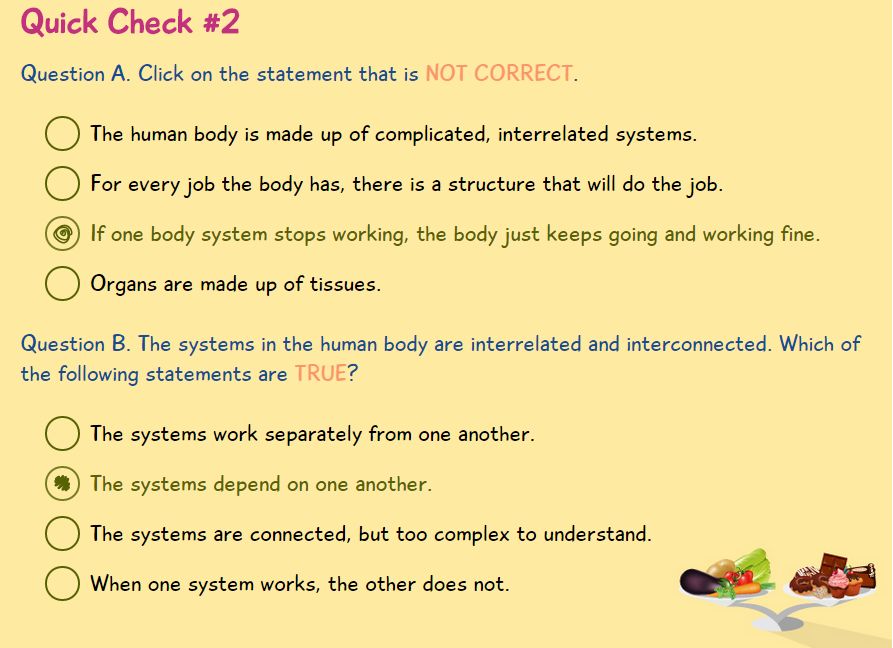 Quick Check #2
Question A. Click on the statement that is NOT CORRECT.
The human body is made up of complicated, interrelated systems.
For every job the body has, there is a structure that will do the job.
If one body system stops working, the body just keeps going and working fine.
Organs are made up of tissues.
Question B. The systems in the human body are interrelated and interconnected. Which of
the following statements are TRUE?
The systems work separately from one another.
The systems depend on one another.
The systems are connected, but too complex to understand.
When one system works, the other does not.